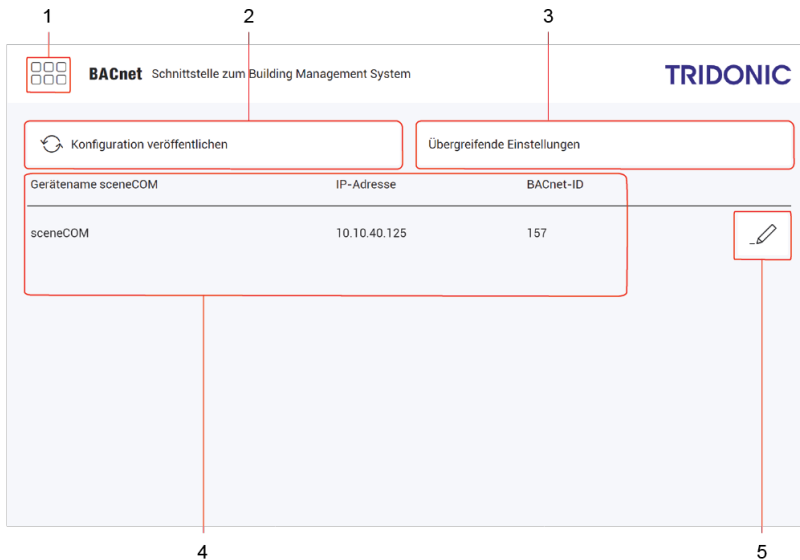 1 2 3
BACnet Schnittstelle zum Building Management System TRIDONIC
Konfiguration veröffentlichen Übergreifende Einstellungen
Gerätename sceneCOM IP-Adresse BACnet-ID
sceneCOM 10.10.40.125 157
4 5